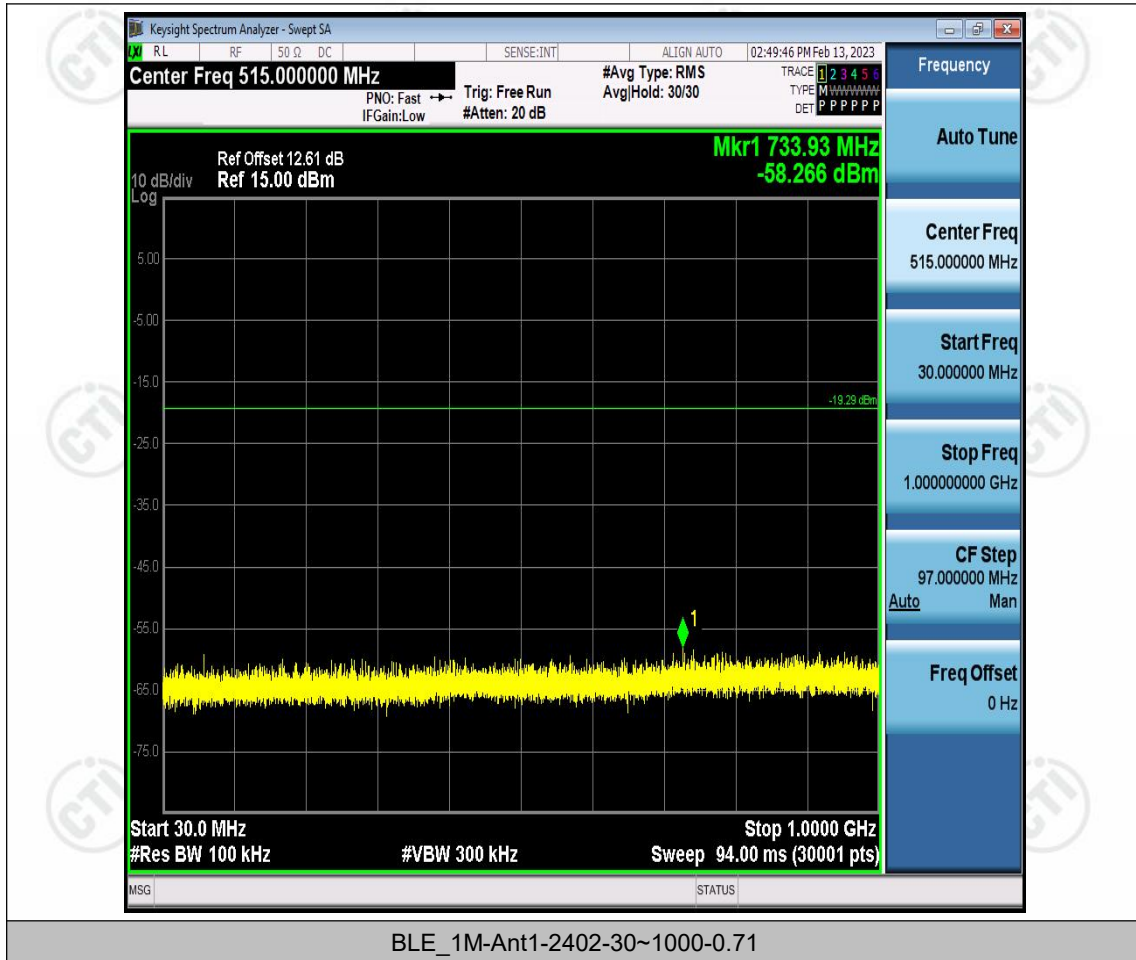 Keysight Spectrum Analyzer - Swept SA
LXI RL RF 50 Ω DC SENSE:INT ALIGN AUTO 02:49:46 PM Feb 13, 2023
Center Freq 515.000000 MHz
PNO: Fast
IFGain:Low
Trig: Free Run
#Atten: 20 dB
#Avg Type: RMS
Avg|Hold: 30/30
TRACE 1 2 3 4 5 6
TYPE M WWWWW
DET P P P P P P
Ref Offset 12.61 dB
10 dB/div Ref 15.00 dBm
Log
Mkr1 733.93 MHz
-58.266 dBm
5.00
-5.00
-15.0
-19.29 dBm
-25.0
-35.0
-45.0
-55.0
1
-65.0
-75.0
Start 30.0 MHz Stop 1.0000 GHz
#Res BW 100 kHz #VBW 300 kHz Sweep 94.00 ms (30001 pts)
MSG STATUS
Frequency
Auto Tune
Center Freq
515.000000 MHz
Start Freq
30.000000 MHz
Stop Freq
1.000000000 GHz
CF Step
97.000000 MHz
Auto Man
Freq Offset
0 Hz
CTI
CTI
CTI
CTI
CTI
CTI
BLE_1M-Ant1-2402-30~1000-0.71